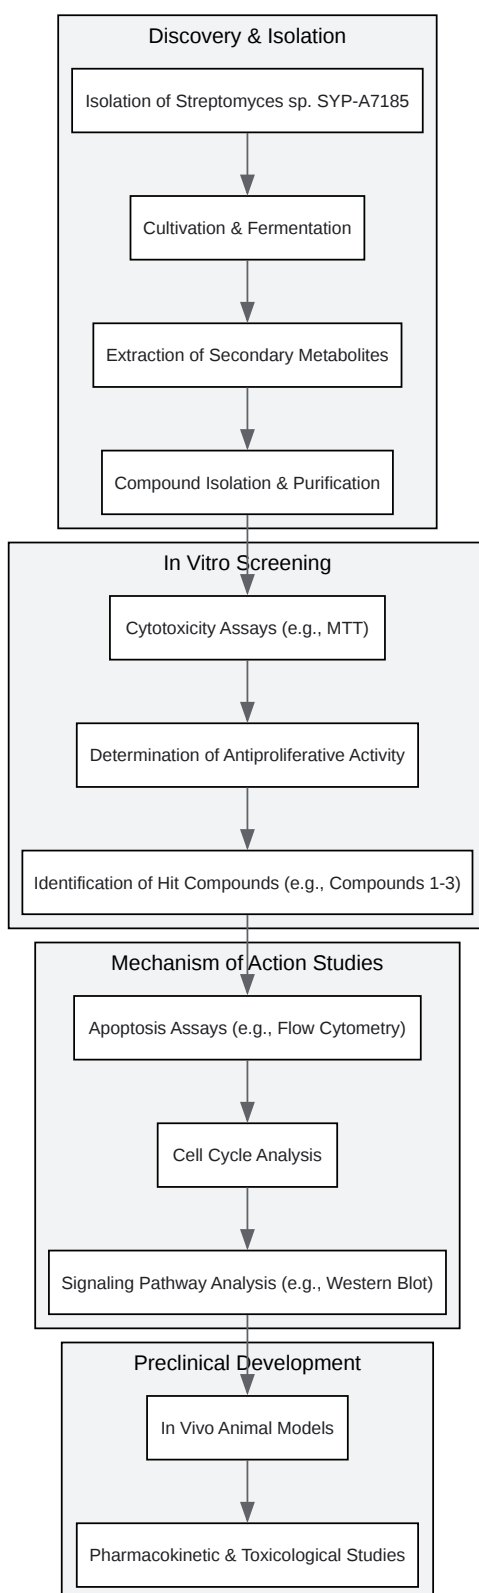 Discovery & Isolation
Isolation of Streptomyces sp. SYP-A7185
Cultivation & Fermentation
Extraction of Secondary Metabolites
Compound Isolation & Purification
In Vitro Screening
Cytotoxicity Assays (e.g., MTT)
Determination of Antiproliferative Activity
Identification of Hit Compounds (e.g., Compounds 1-3)
Mechanism of Action Studies
Apoptosis Assays (e.g., Flow Cytometry)
Cell Cycle Analysis
Signaling Pathway Analysis (e.g., Western Blot)
Preclinical Development
In Vivo Animal Models
Pharmacokinetic & Toxicological Studies